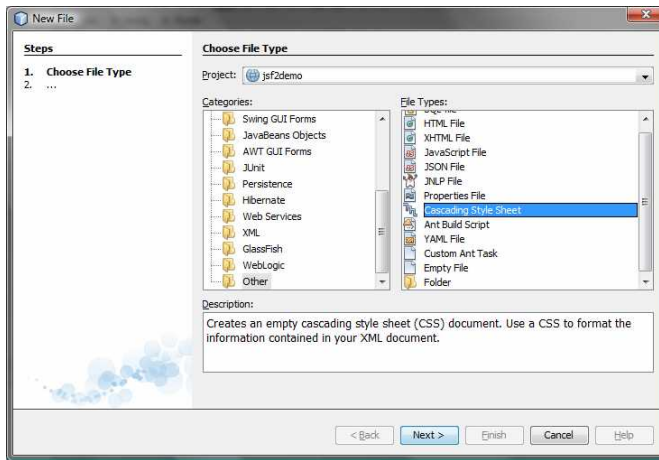 New File
Steps
1. Choose File Type
2. ...
Choose File Type
Project: jsf2demo
Categories:
Swing GUI Forms
JavaBeans Objects
AWT GUI Forms
JUnit
Persistence
Hibernate
Web Services
XML
GlassFish
WebLogic
Other
File Types:
HTML File
XHTML File
JavaScript File
JSON File
JNLP File
Properties File
Cascading Style Sheet
Ant Build Script
YAML File
Custom Ant Task
Empty File
Folder
Description:
Creates an empty cascading style sheet (CSS) document. Use a CSS to format the
information contained in your XML document.
< Back
Next >
Finish
Cancel
Help